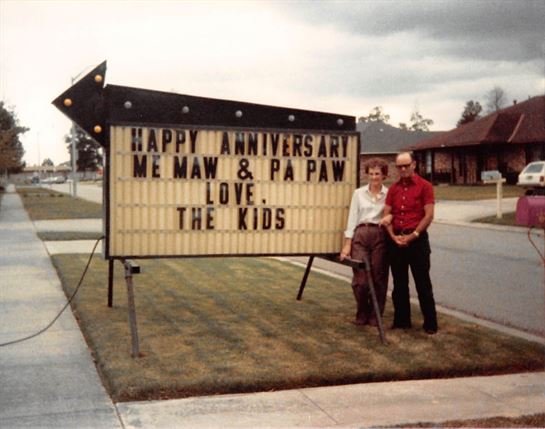 HAPPY ANNIVERSARY
ME MAW & PA PAW
LOVE,
THE KIDS